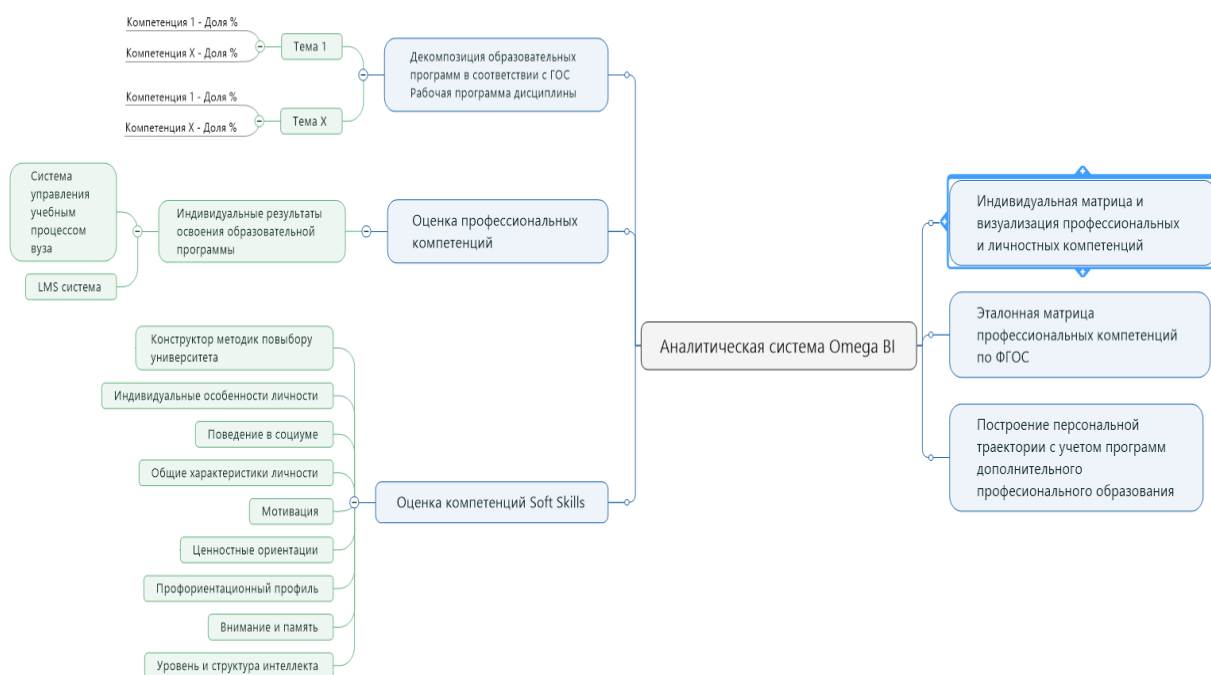 Компетенция 1 - Доля %
Компетенция X - Доля %
Тема 1
Компетенция 1 - Доля %
Компетенция X - Доля %
Тема X
Декомпозиция образовательных
программ в соответствии с ГОС
Рабочая программа дисциплины
Система
управления
учебным
процессом
вуза
LMS система
Индивидуальные результаты
освоения образовательной
программы
Оценка профессиональных
компетенций
Конструктор методик повыбору
университета
Индивидуальные особенности личности
Поведение в социуме
Общие характеристики личности
Мотивация
Ценностные ориентации
Профориентационный профиль
Внимание и память
Уровень и структура интеллекта
Оценка компетенций Soft Skills
Аналитическая система Omega BI
Индивидуальная матрица и
визуализация профессиональных
и личностных компетенций
Эталонная матрица
профессиональных компетенций
по ФГОС
Построение персональной
траектории с учетом программ
дополнительного
професионального образования